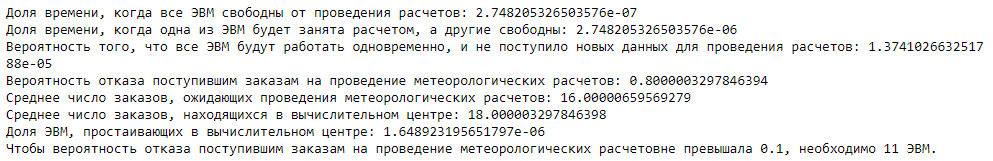 Доля времени, когда все ЭВМ свободны от проведения расчетов: 2.748205326503576e-07
Доля времени, когда одна из ЭВМ будет занята расчетом, а другие свободны: 2.748205326503576e-06
Вероятность того, что все ЭВМ будут работать одновременно, и не поступило новых данных для проведения расчетов: 1.3741026632517
88e-05
Вероятность отказа поступившим заказам на проведение метеорологических расчетов: 0.8000003297846394
Среднее число заказов, ожидающих проведения метеорологических расчетов: 16.00000659569279
Среднее число заказов, находящихся в вычислительном центре: 18.000003297846398
Доля ЭВМ, простаивающих в вычислительном центре: 1.648923195651797e-06
Чтобы вероятность отказа поступившим заказам на проведение метеорологических расчетовне превышала 0.1, необходимо 11 ЭВМ.